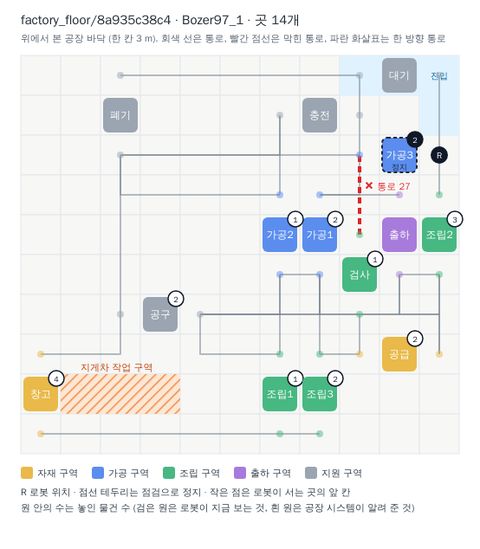 factory_floor/8a935c38c4 · Bozer97_1 · 곳 14개
위에서 본 공장 바닥 (한 칸 3 m). 회색 선은 통로, 빨간 점선은 막힌 통로, 파란 화살표는 한 방향 통로
대기
진입
폐기
충전
2
가공3
정지
R
통로 27
1
2
3
가공2
가공1
출하
조립2
1
검사
2
공구
2
공급
지게차 작업 구역
4
창고
1
2
조립1
조립3
자재 구역
가공 구역
조립 구역
출하 구역
지원 구역
R 로봇 위치 · 점선 테두리는 점검으로 정지 · 작은 점은 로봇이 서는 곳의 앞 칸
원 안의 수는 놓인 물건 수 (검은 원은 로봇이 지금 보는 것, 흰 원은 공장 시스템이 알려 준 것)